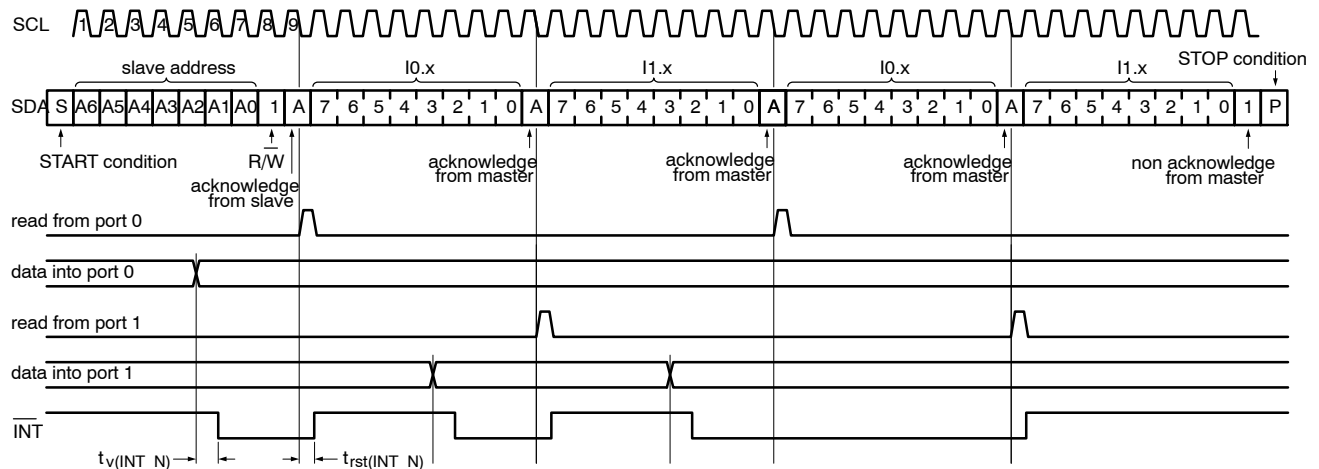 SCL 1 2 3 4 5 6 7 8 9
slave address I0.x I1.x I0.x I1.x STOP condition
SDA S A6 A5 A4 A3 A2 A1 A0 1 A 7 6 5 4 3 2 1 0 A 7 6 5 4 3 2 1 0 A 7 6 5 4 3 2 1 0 A 7 6 5 4 3 2 1 0 1 P
START condition R/W acknowledge from master acknowledge from master acknowledge from master non acknowledge from master
acknowledge from slave
read from port 0
data into port 0
read from port 1
data into port 1
INT
tv(INT N) trst(INT N)